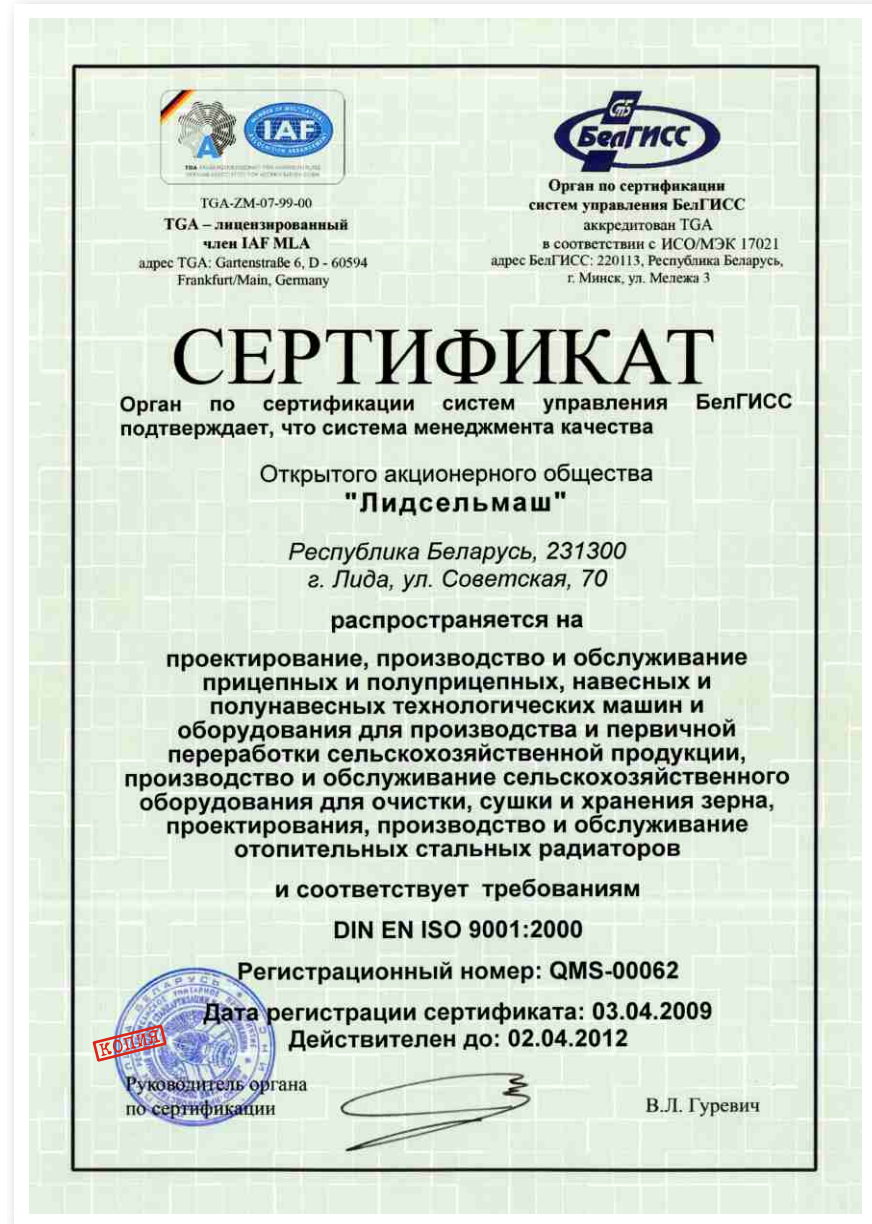 IAF
TGA-ZM-07-99-00
TGA – лицензированный
член IAF MLA
адрес TGA: Gartenstraße 6, D - 60594
Frankfurt/Main, Germany
СТБ
БелГИСС
Орган по сертификации
систем управления БелГИСС
аккредитован TGA
в соответствии с ИСО/МЭК 17021
адрес БелГИСС: 220113, Республика Беларусь,
г. Минск, ул. Мележа 3
СЕРТИФИКАТ
Орган по сертификации систем управления БелГИСС
подтверждает, что система менеджмента качества
Открытого акционерного общества
"Лидсельмаш"
Республика Беларусь, 231300
г. Лида, ул. Советская, 70
распространяется на
проектирование, производство и обслуживание
прицепных и полуприцепных, навесных и
полунавесных технологических машин и
оборудования для производства и первичной
переработки сельскохозяйственной продукции,
производство и обслуживание сельскохозяйственного
оборудования для очистки, сушки и хранения зерна,
проектирования, производство и обслуживание
отопительных стальных радиаторов
и соответствует требованиям
DIN EN ISO 9001:2000
Регистрационный номер: QMS-00062
Дата регистрации сертификата: 03.04.2009
Действителен до: 02.04.2012
КОПИЯ
Руководитель органа
по сертификации
В.Л. Гуревич